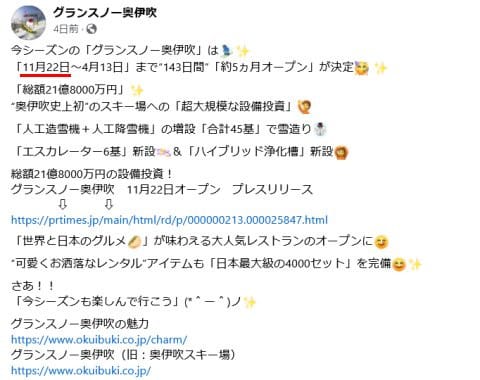 グランスノー奥伊吹
4日前 ·
今シーズンの「グランスノー奥伊吹」は🏂✨
「11月22日～4月13日」まで"143日間"「約5ヵ月オープン」が決定🥰✨
「総額21億8000万円」✨
"奥伊吹史上初"のスキー場への「超大規模な設備投資」🙋
「人工造雪機＋人工降雪機」の増設「合計45基」で雪造り⛄
「エスカレーター6基」新設🫱&「ハイブリッド浄化槽」新設🙆
総額21億8000万円の設備投資！
グランスノー奥伊吹　11月22日オープン　プレスリリース
⇩　⇩
https://prtimes.jp/main/html/rd/p/000000213.000025847.html
「世界と日本のグルメ🥖」が味わえる大人気レストランのオープンに😋
"可愛くお洒落なレンタル"アイテムも「日本最大級の4000セット」を完備😊✨
さあ！！
「今シーズンも楽しんで行こう」(*＾－＾)ノ✨
グランスノー奥伊吹の魅力
https://www.okuibuki.co.jp/charm/
グランスノー奥伊吹（旧：奥伊吹スキー場）
https://www.okuibuki.co.jp/